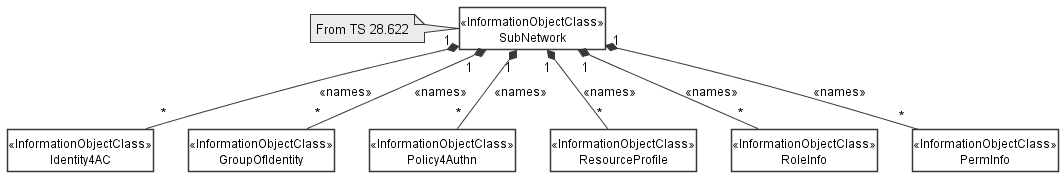 «InformationObjectClass»
SubNetwork
From TS 28.622
1
1
1
1
1
1
«names»
«names»
«names»
«names»
«names»
«names»
*
*
*
*
*
*
«InformationObjectClass»
Identity4AC
«InformationObjectClass»
GroupOfIdentity
«InformationObjectClass»
Policy4Authn
«InformationObjectClass»
ResourceProfile
«InformationObjectClass»
RoleInfo
«InformationObjectClass»
PermInfo